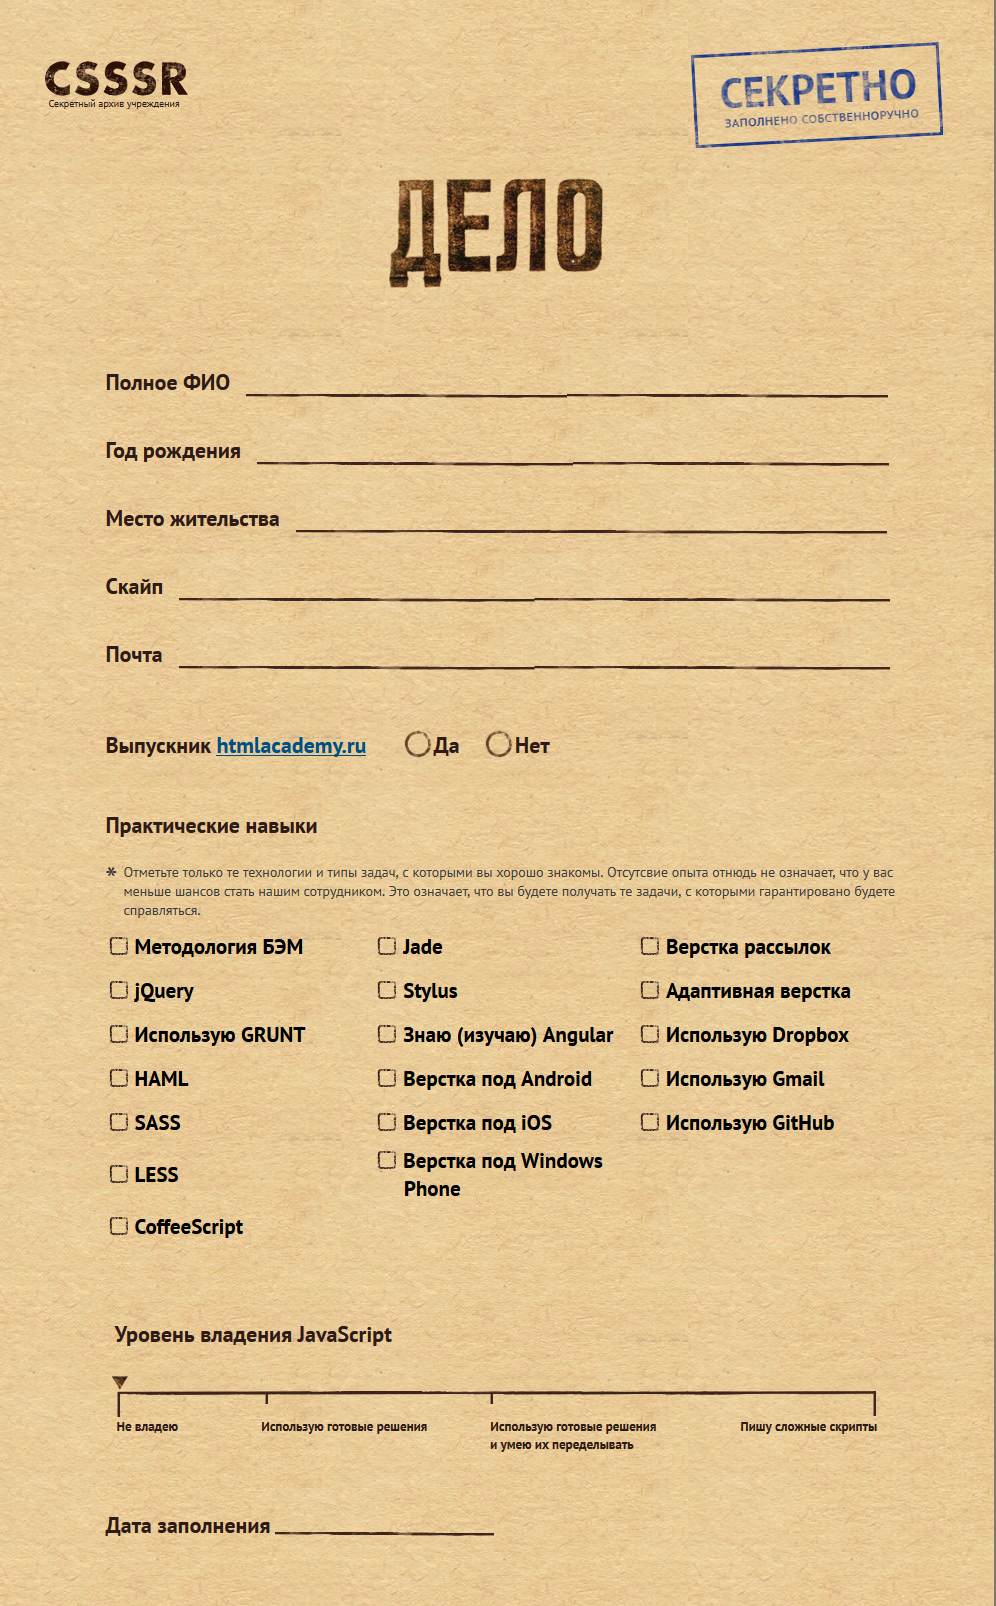 CSSSR
Секретный архив учреждения
СЕКРЕТНО
ЗАПОЛНЕНО СОБСТВЕННОРУЧНО
ДЕЛО
Полное ФИО
Год рождения
Место жительства
Скайп
Почта
Выпускник htmlacademy.ru Да Нет
Практические навыки
* Отметьте только те технологии и типы задач, с которыми вы хорошо знакомы. Отсутсвие опыта отнюдь не означает, что у вас
меньше шансов стать нашим сотрудником. Это означает, что вы будете получать те задачи, с которыми гарантировано будете
справляться.
Методология БЭМ Jade Верстка рассылок
jQuery Stylus Адаптивная верстка
Использую GRUNT Знаю (изучаю) Angular Использую Dropbox
HAML Верстка под Android Использую Gmail
SASS Верстка под iOS Использую GitHub
LESS Верстка под Windows
Phone
CoffeeScript
Уровень владения JavaScript
Не владею Использую готовые решения Использую готовые решения Пишу сложные скрипты
и умею их переделывать
Дата заполнения